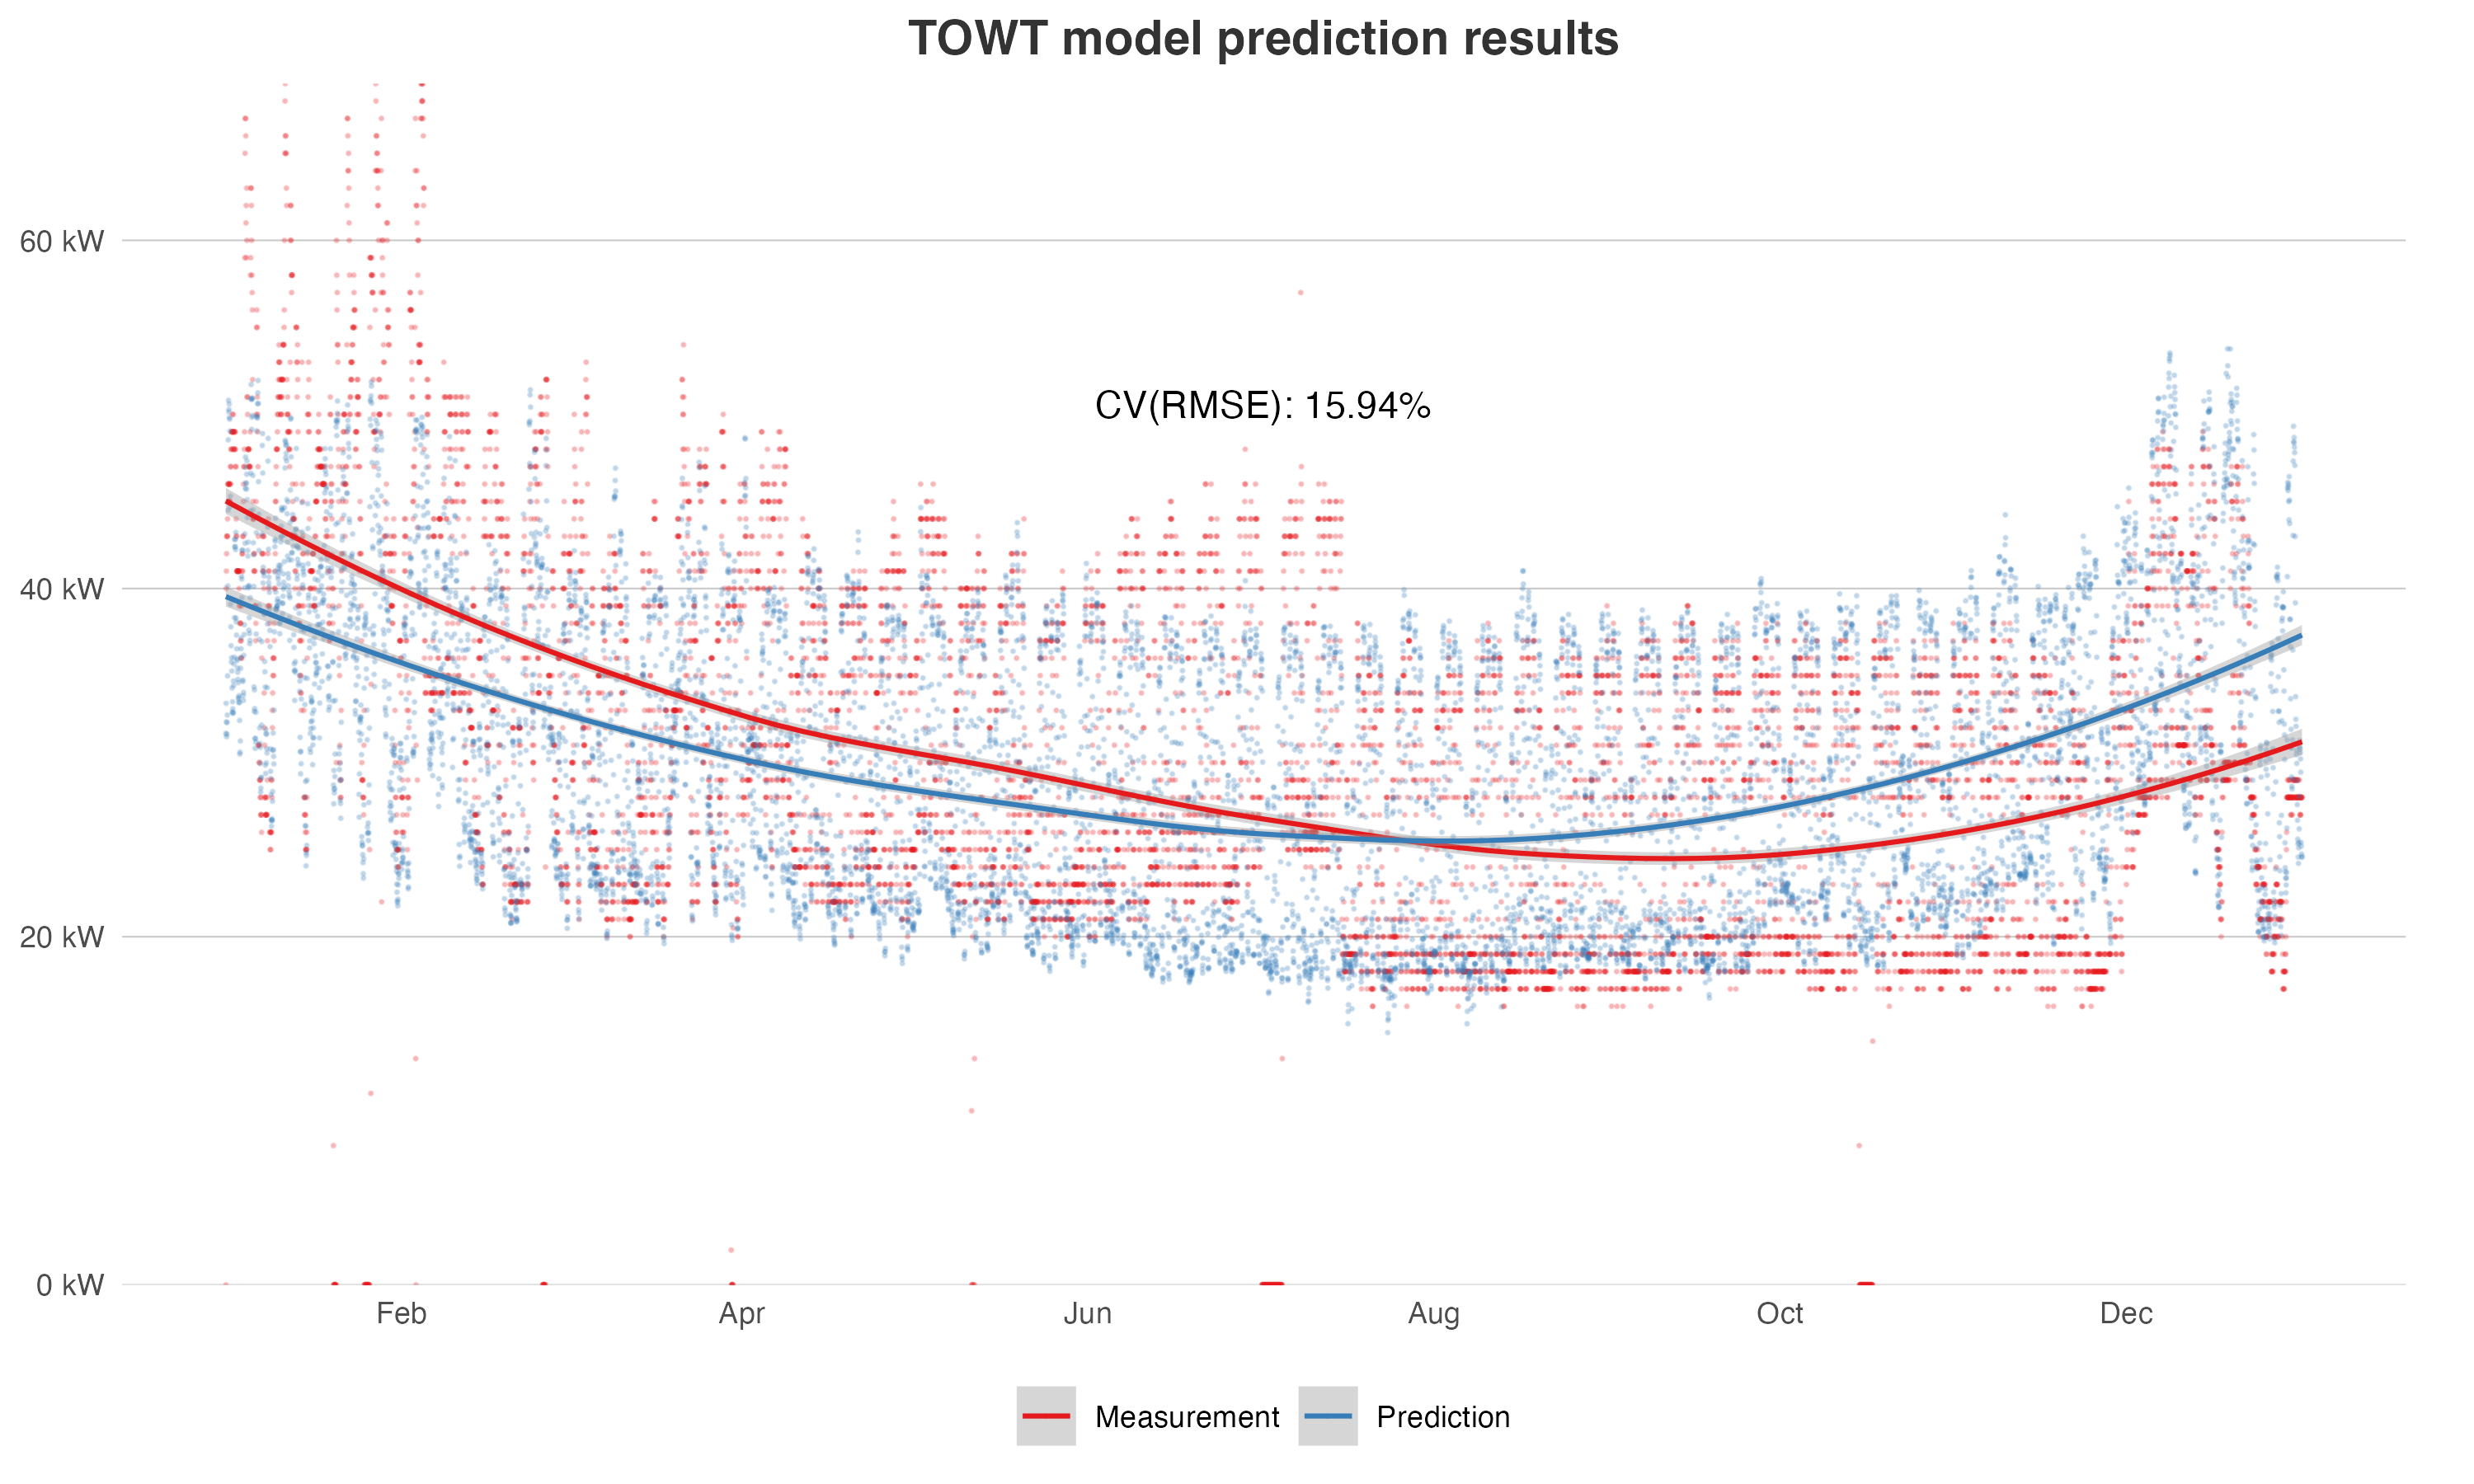 TOWT model prediction results
60 kW
CV(RMSE): 15.94%
40 kW
20 kW
0 kW
Feb Apr Jun Aug Oct Dec
Measurement Prediction